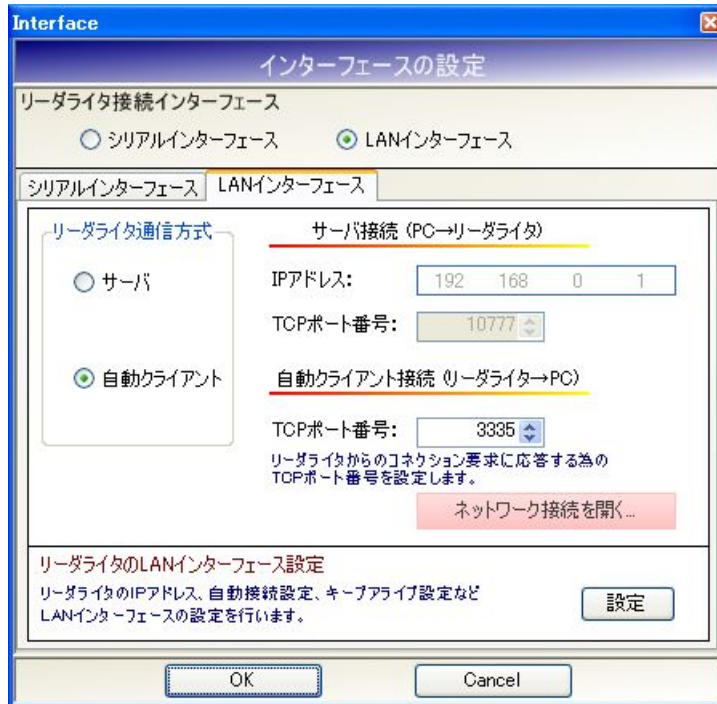 Interface
インターフェースの設定
リーダライタ接続インターフェース
シリアルインターフェース LANインターフェース
シリアルインターフェース LANインターフェース
リーダライタ通信方式
サーバ
自動クライアント
サーバ接続 (PC→リーダライタ)
IPアドレス: 192 168 0 1
TCPポート番号: 10777
自動クライアント接続 (リーダライタ→PC)
TCPポート番号: 3335
リーダライタからのコネクション要求に応答する為の
TCPポート番号を設定します。
ネットワーク接続を開く...
リーダライタのLANインターフェース設定
リーダライタのIPアドレス、自動接続設定、キープアライブ設定など
LANインターフェースの設定を行います。
設定
OK Cancel